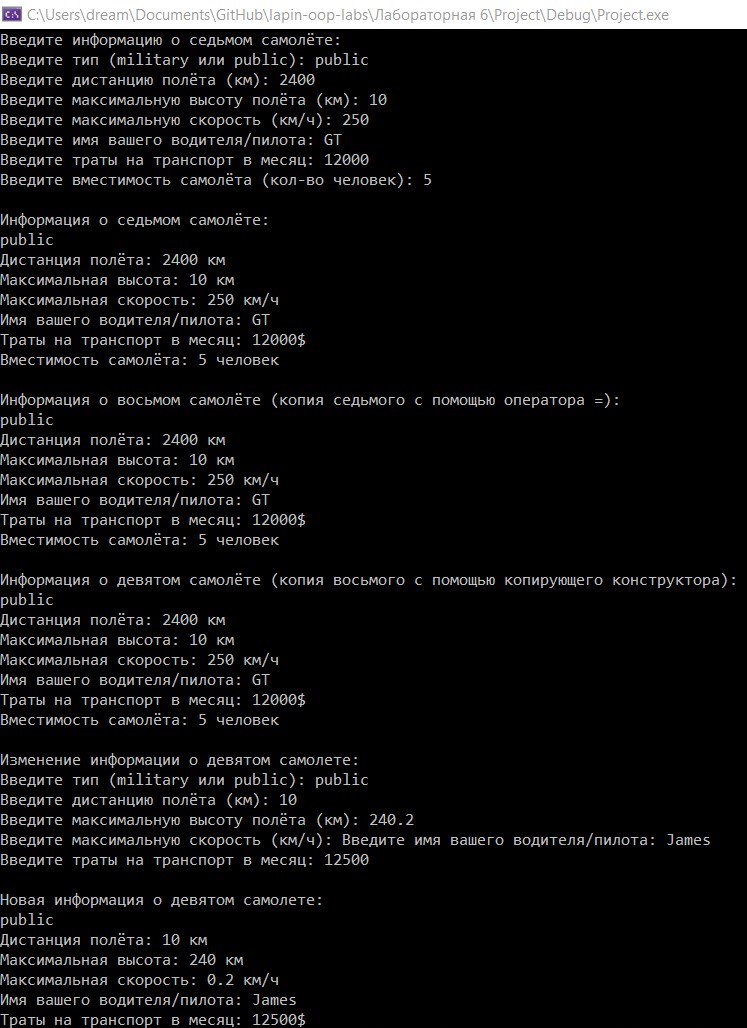 C:\Users\dream\Documents\GitHub\lapin-oop-labs\Лабораторная 6\Project\Debug\Project.exe
Введите информацию о седьмом самолёте:
Введите тип (military или public): public
Введите дистанцию полёта (км): 2400
Введите максимальную высоту полёта (км): 10
Введите максимальную скорость (км/ч): 250
Введите имя вашего водителя/пилота: GT
Введите траты на транспорт в месяц: 12000
Введите вместимость самолёта (кол-во человек): 5
Информация о седьмом самолёте:
public
Дистанция полёта: 2400 км
Максимальная высота: 10 км
Максимальная скорость: 250 км/ч
Имя вашего водителя/пилота: GT
Траты на транспорт в месяц: 12000$
Вместимость самолёта: 5 человек
Информация о восьмом самолёте (копия седьмого с помощью оператора =):
public
Дистанция полёта: 2400 км
Максимальная высота: 10 км
Максимальная скорость: 250 км/ч
Имя вашего водителя/пилота: GT
Траты на транспорт в месяц: 12000$
Вместимость самолёта: 5 человек
Информация о девятом самолёте (копия восьмого с помощью копирующего конструктора):
public
Дистанция полёта: 2400 км
Максимальная высота: 10 км
Максимальная скорость: 250 км/ч
Имя вашего водителя/пилота: GT
Траты на транспорт в месяц: 12000$
Вместимость самолёта: 5 человек
Изменение информации о девятом самолете:
Введите тип (military или public): public
Введите дистанцию полёта (км): 10
Введите максимальную высоту полёта (км): 240.2
Введите максимальную скорость (км/ч): Введите имя вашего водителя/пилота: James
Введите траты на транспорт в месяц: 12500
Новая информация о девятом самолете:
public
Дистанция полёта: 10 км
Максимальная высота: 240 км
Максимальная скорость: 0.2 км/ч
Имя вашего водителя/пилота: James
Траты на транспорт в месяц: 12500$